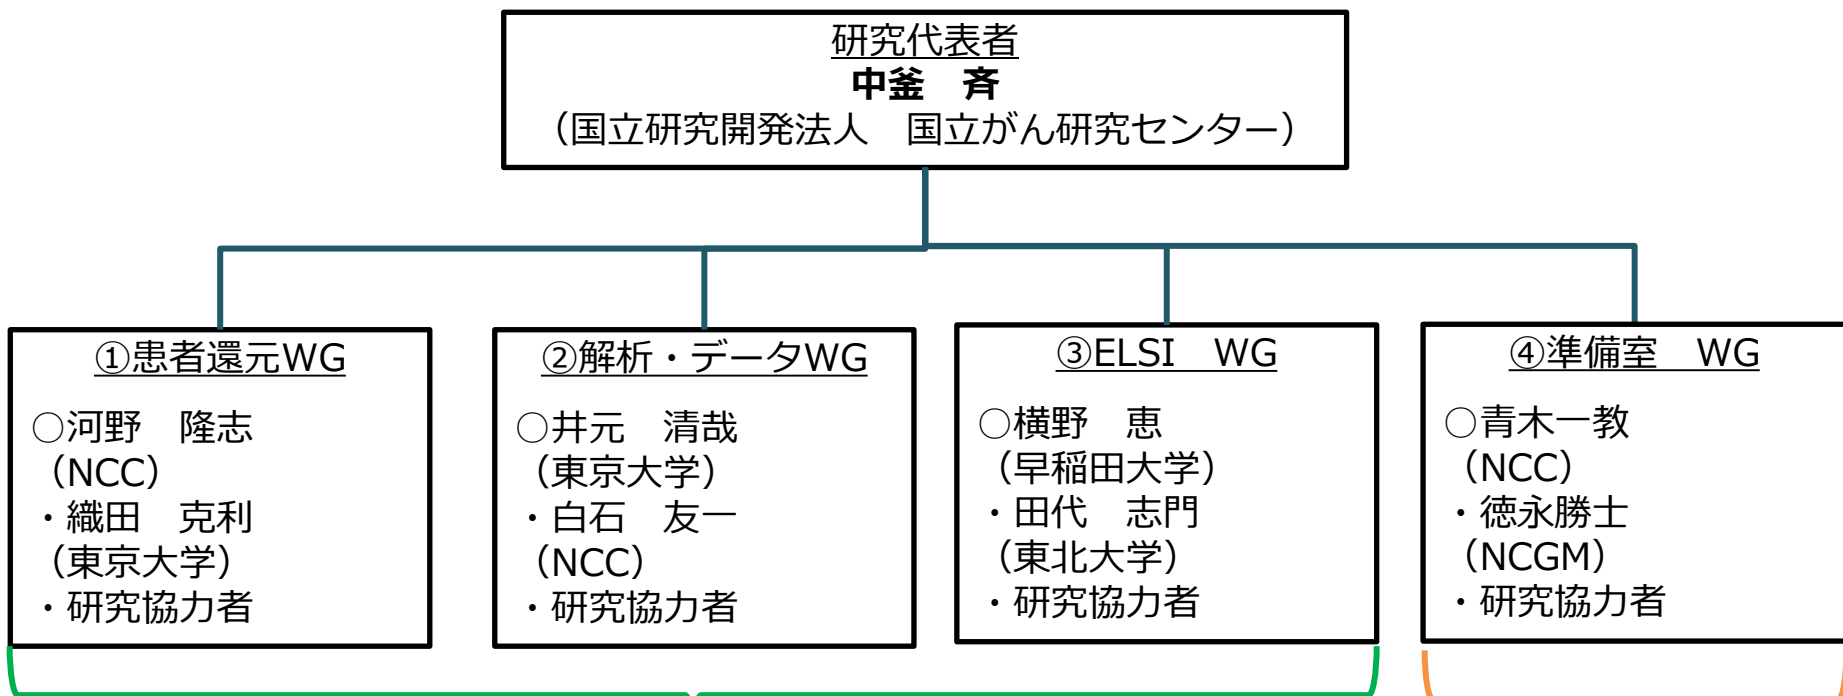 研究代表者
中釜　斉
（国立研究開発法人　国立がん研究センター）
①患者還元WG
○河野　隆志
（NCC）
・織田　克利
（東京大学）
・研究協力者
②解析・データWG
○井元　清哉
（東京大学）
・白石　友一
（NCC）
・研究協力者
③ELSI　WG
○横野　恵
（早稲田大学）
・田代　志門
（東北大学）
・研究協力者
④準備室　WG
○青木一教
（NCC）
・徳永勝士
（NCGM）
・研究協力者